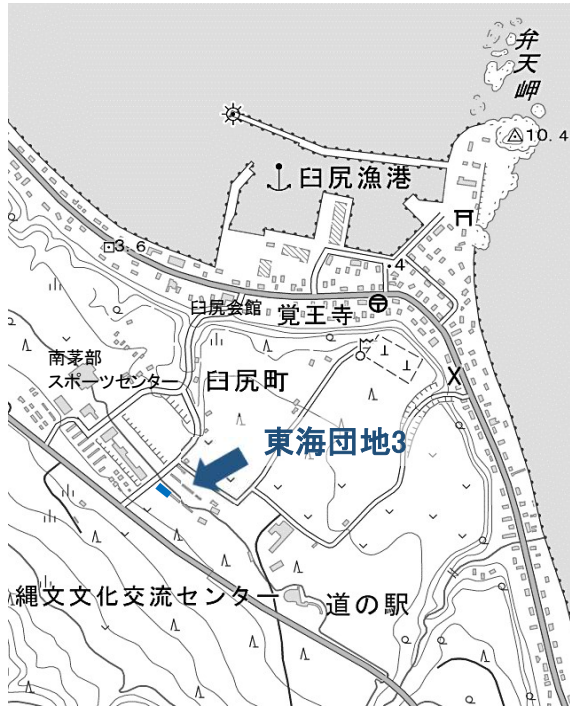 弁天岬
10.4
臼尻漁港
3.6
4
臼尻会館
覚王寺
南茅部
スポーツセンター
臼尻町
東海団地3
縄文文化交流センター
道の駅